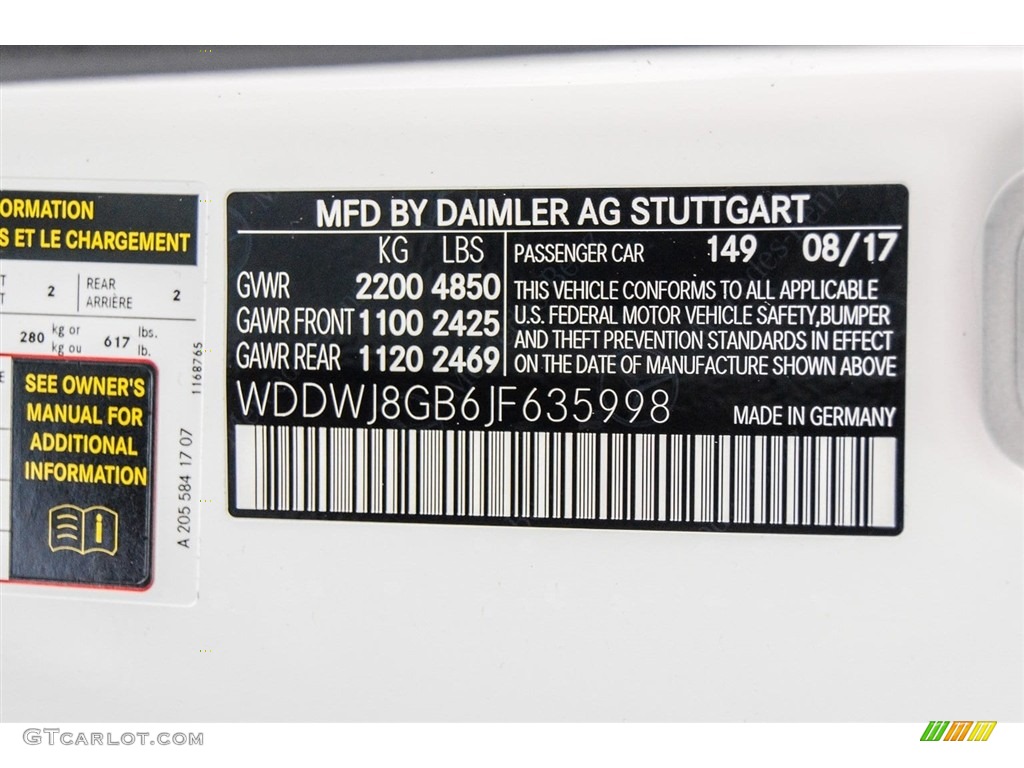 ORMATION
S ET LE CHARGEMENT
T
T
2
REAR
ARRIÈRE
2
280 kg or
kg ou 617 lbs.
lb.
E
SEE OWNER'S
MANUAL FOR
ADDITIONAL
INFORMATION
1168765
A 205 584 17 07
MFD BY DAIMLER AG STUTTGART
KG LBS
GVWR 2200 4850
GAWR FRONT 1100 2425
GAWR REAR 1120 2469
PASSENGER CAR 149 08/17
THIS VEHICLE CONFORMS TO ALL APPLICABLE
U.S. FEDERAL MOTOR VEHICLE SAFETY,BUMPER
AND THEFT PREVENTION STANDARDS IN EFFECT
ON THE DATE OF MANUFACTURE SHOWN ABOVE
WDDWJ8GB6JF635998
MADE IN GERMANY
GTCARLOT.COM